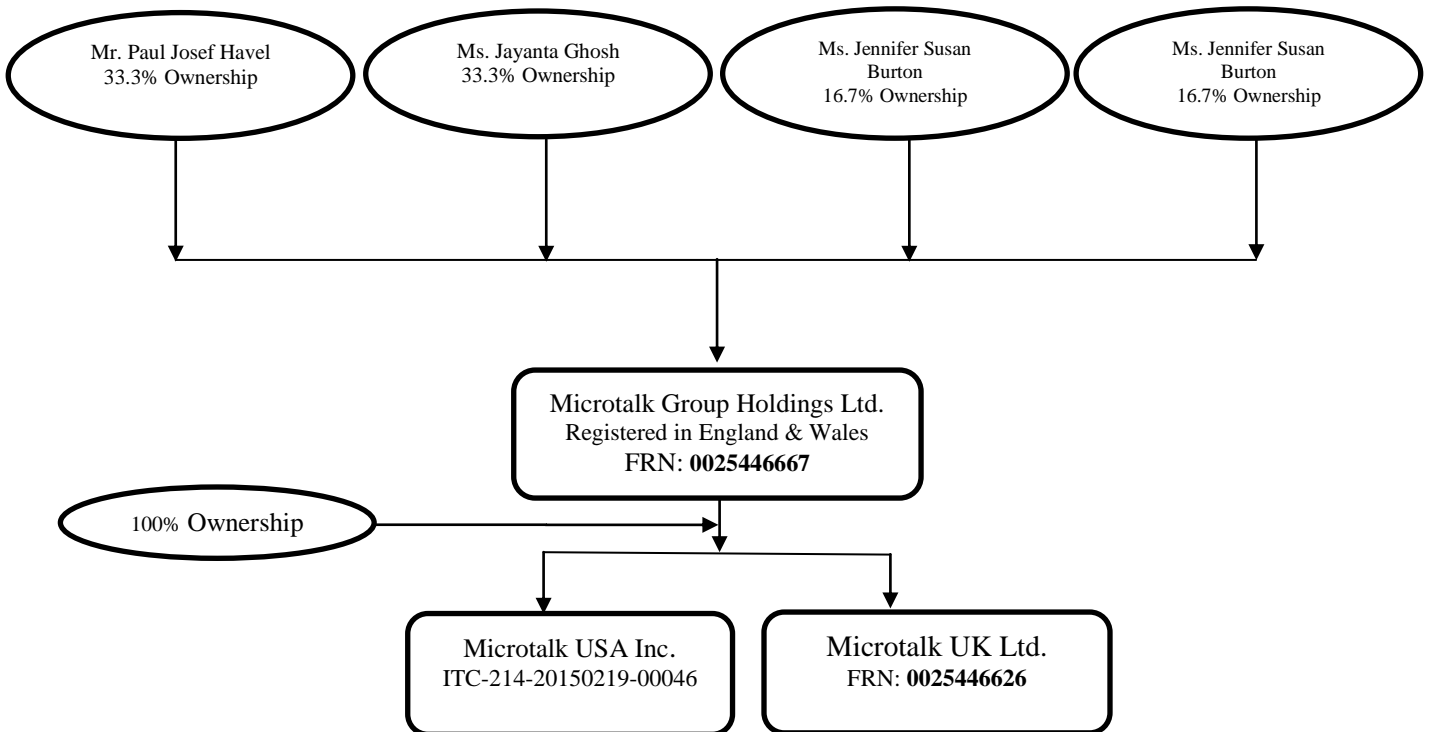 Mr. Paul Josef Havel
33.3% Ownership
Ms. Jayanta Ghosh
33.3% Ownership
Ms. Jennifer Susan
Burton
16.7% Ownership
Ms. Jennifer Susan
Burton
16.7% Ownership
Microtalk Group Holdings Ltd.
Registered in England & Wales
FRN: 0025446667
100% Ownership
Microtalk USA Inc.
ITC-214-20150219-00046
Microtalk UK Ltd.
FRN: 0025446626